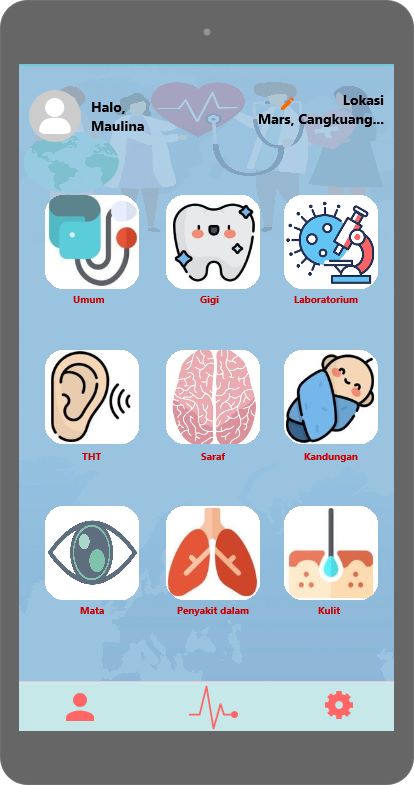 Halo,
Maulina
Lokasi
Mars, Cangkuang...
Umum
Gigi
Laboratorium
THT
Saraf
Kandungan
Mata
Penyakit dalam
Kulit